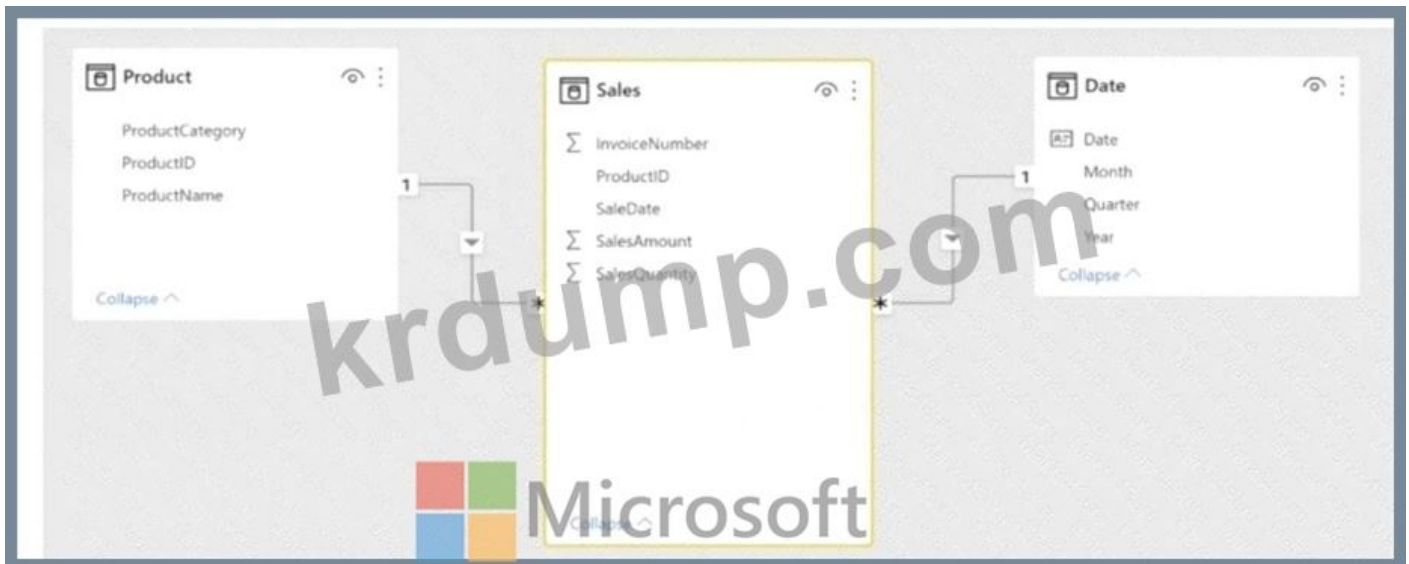 Product
ProductCategory
ProductID
ProductName
1
Collapse
Sales
InvoiceNumber
ProductID
SaleDate
SalesAmount
SalesQuantity
*
*
Collapse
Date
Date
Month
Quarter
Year
1
Collapse
krdump.com
Microsoft